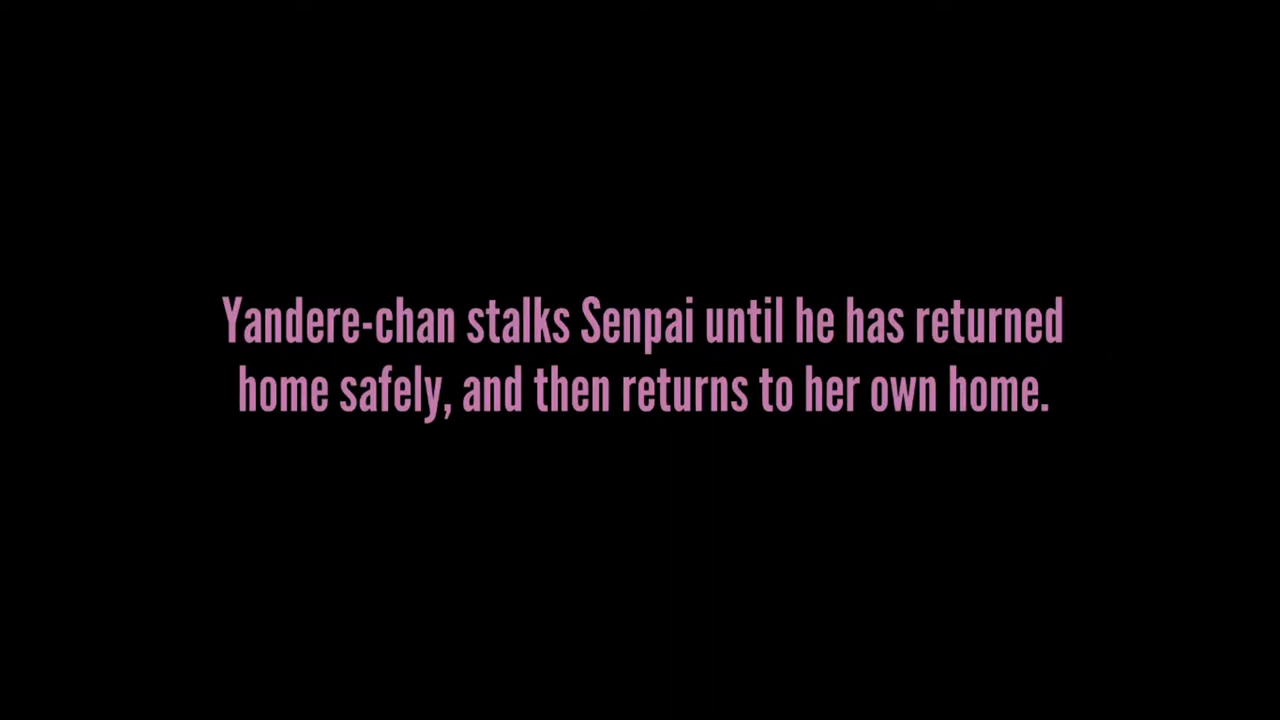 Yandere-chan stalks Senpai until he has returned
home safely, and then returns to her own home.